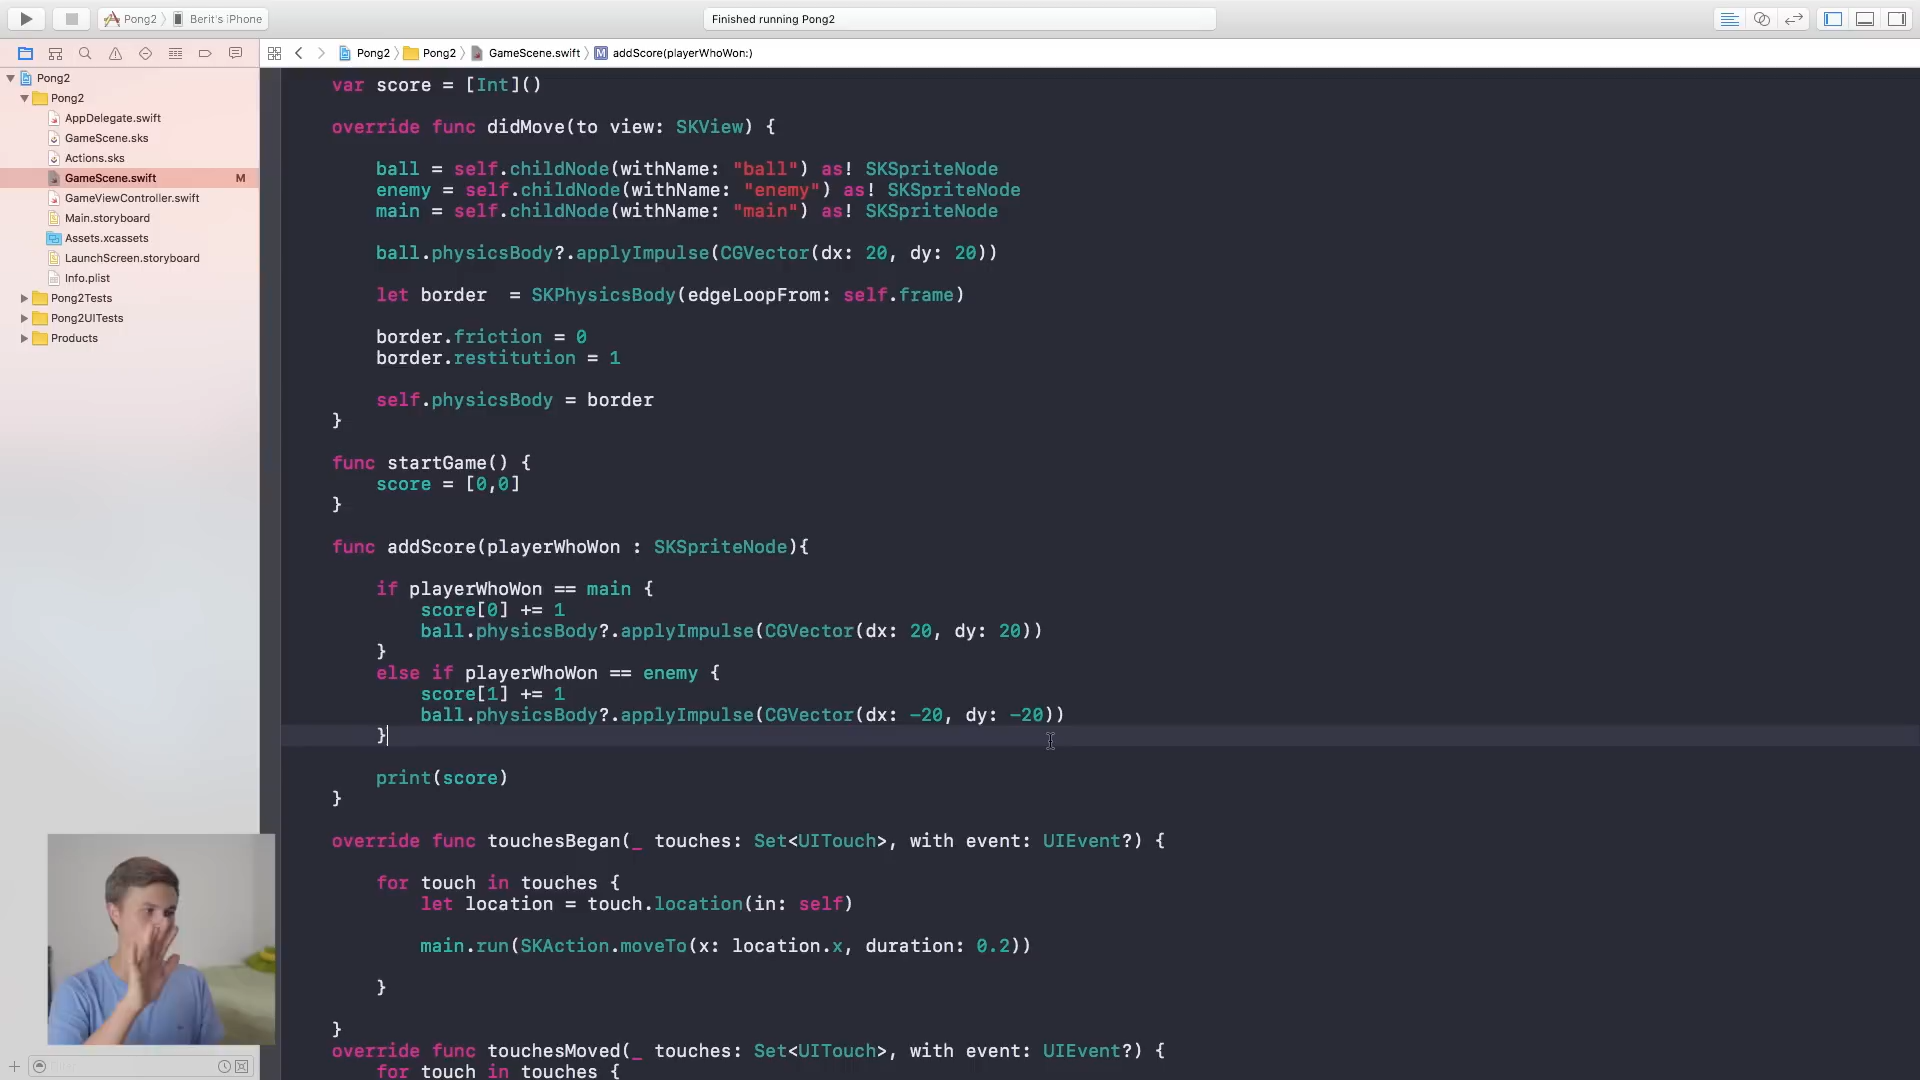 Pong2
Berit's iPhone
Finished running Pong2
Pong2
Pong2
GameScene.swift
M
addScore(playerWhoWon:)
Pong2
Pong2
AppDelegate.swift
GameScene.sks
Actions.sks
GameScene.swift
M
GameViewController.swift
Main.storyboard
Assets.xcassets
LaunchScreen.storyboard
Info.plist
Pong2Tests
Pong2UITests
Products
var score = [Int]()
override func didMove(to view: SKView) {
ball = self.childNode(withName: "ball") as! SKSpriteNode
enemy = self.childNode(withName: "enemy") as! SKSpriteNode
main = self.childNode(withName: "main") as! SKSpriteNode
ball.physicsBody?.applyImpulse(CGVector(dx: 20, dy: 20))
let border  = SKPhysicsBody(edgeLoopFrom: self.frame)
border.friction = 0
border.restitution = 1
self.physicsBody = border
}
func startGame() {
score = [0,0]
}
func addScore(playerWhoWon : SKSpriteNode){
if playerWhoWon == main {
score[0] += 1
ball.physicsBody?.applyImpulse(CGVector(dx: 20, dy: 20))
}
else if playerWhoWon == enemy {
score[1] += 1
ball.physicsBody?.applyImpulse(CGVector(dx: -20, dy: -20))
}
print(score)
}
override func touchesBegan(_ touches: Set<UITouch>, with event: UIEvent?) {
for touch in touches {
let location = touch.location(in: self)
main.run(SKAction.moveTo(x: location.x, duration: 0.2))
}
}
override func touchesMoved(_ touches: Set<UITouch>, with event: UIEvent?) {
for touch in touches {